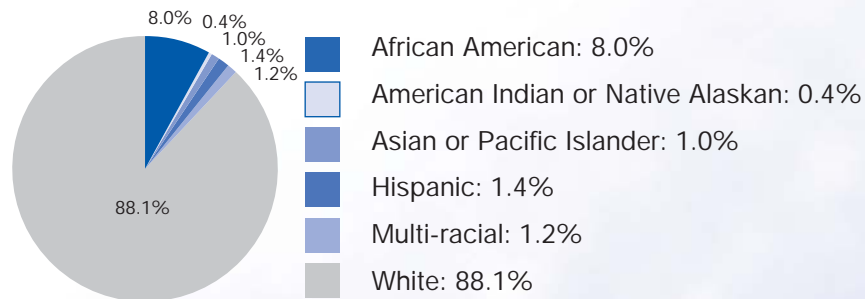 8.0%
0.4%
1.0%
1.4%
1.2%
88.1%
African American: 8.0%
American Indian or Native Alaskan: 0.4%
Asian or Pacific Islander: 1.0%
Hispanic: 1.4%
Multi-racial: 1.2%
White: 88.1%